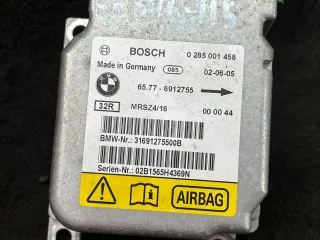 BOSCH 0 285 001 458
Made in Germany 085 02-06-05
65.77 - 6912755
32R MRSZ4/16 00 00 44
BMW-Nr.: 31691275500B
Serien-Nr.: 02B1565H4369N
AIRBAG